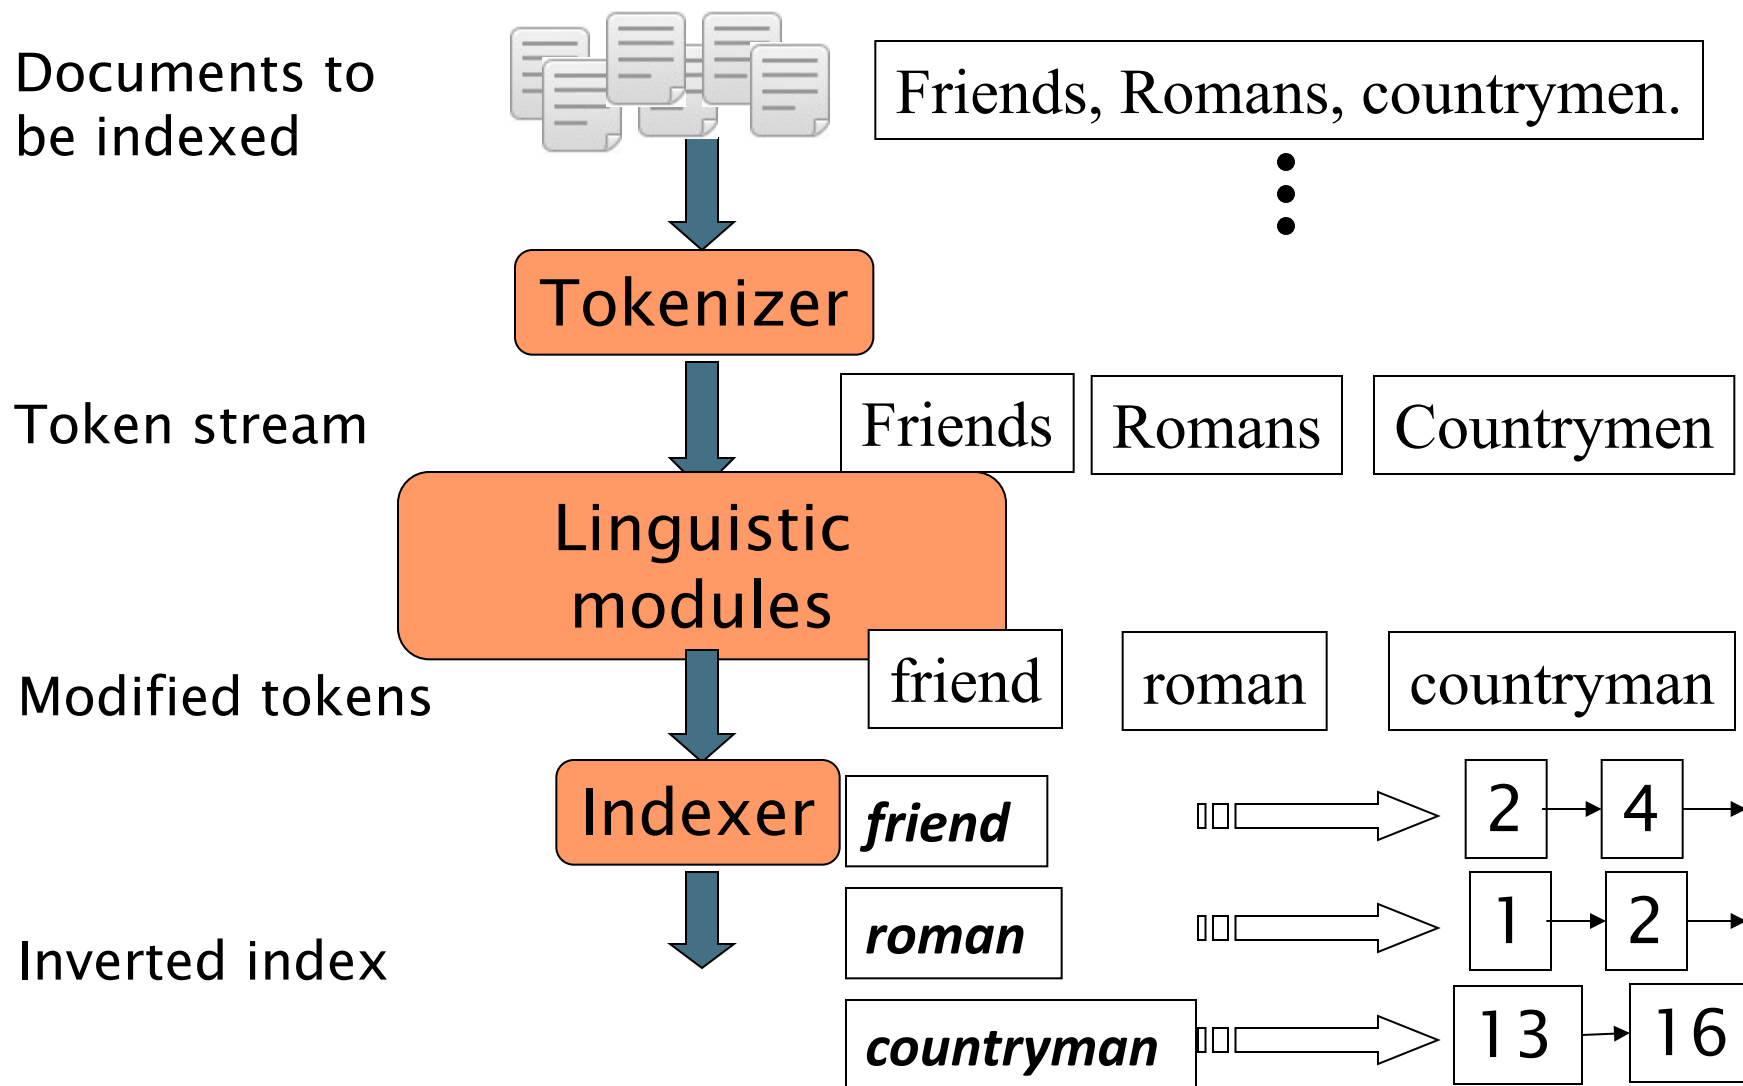 Documents to
be indexed
Friends, Romans, countrymen.
Tokenizer
Token stream
Friends
Romans
Countrymen
Linguistic
modules
Modified tokens
friend
roman
countryman
Indexer
friend
2
4
roman
1
2
Inverted index
countryman
13
16